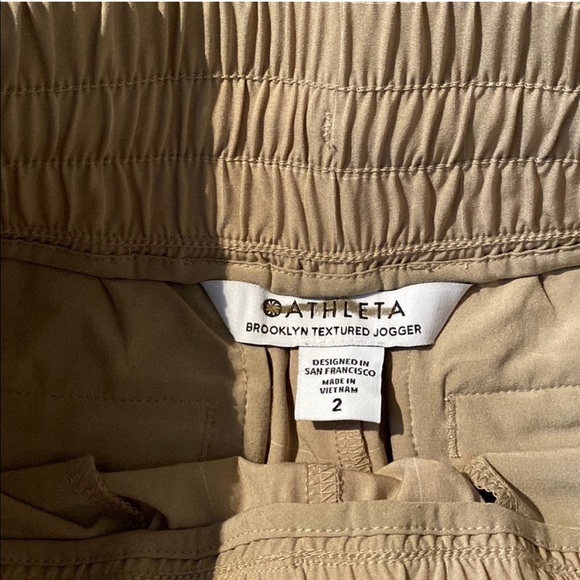 ATHLETA
BROOKLYN TEXTURED JOGGER
DESIGNED IN
SAN FRANCISCO
MADE IN
VIETNAM
2